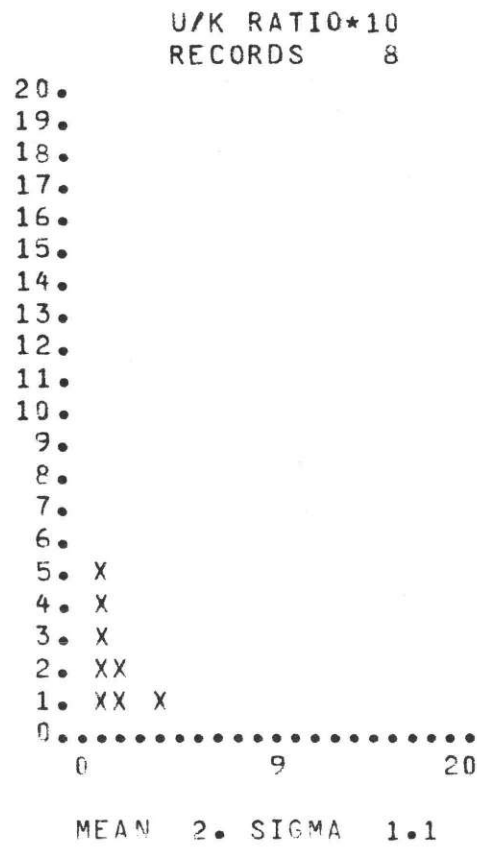 U/K RATIO*10
RECORDS 8
20.
19.
18.
17.
16.
15.
14.
13.
12.
11.
10.
9.
8.
7.
6.
5. X
4. X
3. X
2. XX
1. XX X
0.....................
0 9 20
MEAN 2. SIGMA 1.1